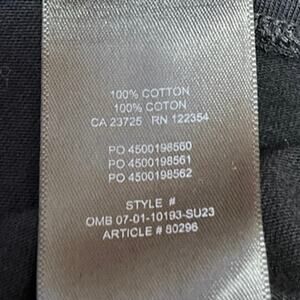 100% COTTON
100% COTON
CA 23725 RN 122354
PO 4500198560
PO 4500198561
PO 4500198562
STYLE #
OMB 07-01-10193-SU23
ARTICLE # 80296